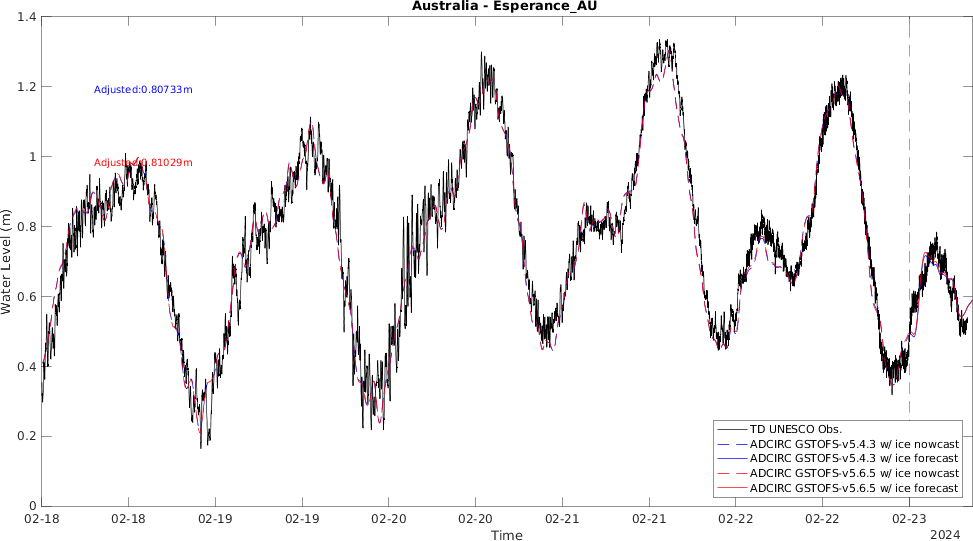 Australia - Esperance_AU
1.4
1.2
1
0.8
0.6
0.4
0.2
0
Water Level (m)
Adjusted:0.80733m
Adjusted:0.81029m
TD UNESCO Obs.
ADCIRC GSTOFS-v5.4.3 w/ ice nowcast
ADCIRC GSTOFS-v5.4.3 w/ ice forecast
ADCIRC GSTOFS-v5.6.5 w/ ice nowcast
ADCIRC GSTOFS-v5.6.5 w/ ice forecast
02-18 02-18 02-19 02-19 02-20 02-20 02-21 02-21 02-22 02-22 02-23
Time
2024